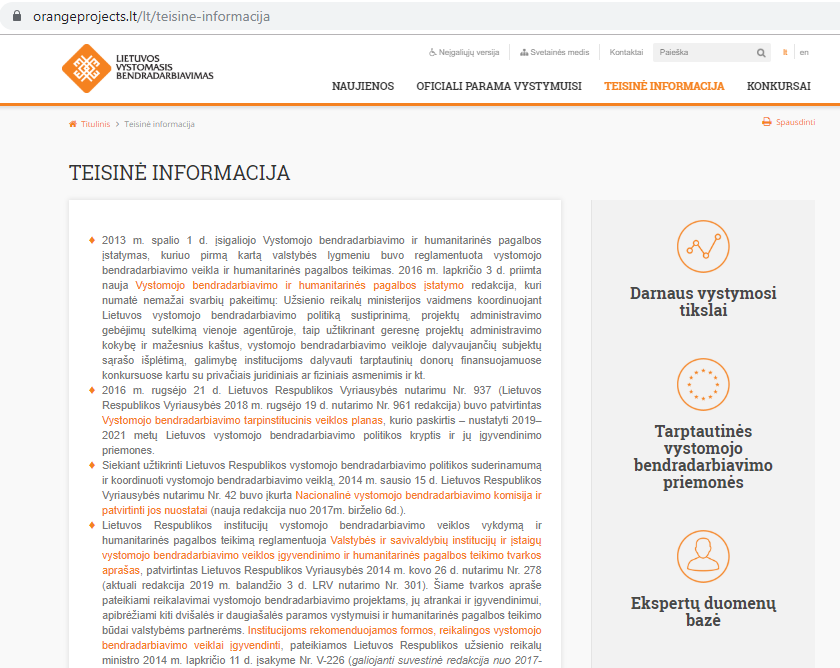 orangeprojects.lt/lt/teisine-informacija
LIETUVOS
VYSTOMASIS
BENDRADARBIAVIMAS
Neįgaliųjų versija
Svetainės medis
Kontaktai
Paieška
lt
en
NAUJIENOS
OFICIALI PARAMA VYSTYMUISI
TEISINĖ INFORMACIJA
KONKURSAI
Titulinis > Teisinė informacija
Spausdinti
TEISINĖ INFORMACIJA
2013 m. spalio 1 d. įsigaliojo Vystomojo bendradarbiavimo ir humanitarinės pagalbos
įstatymas, kuriuo pirmą kartą valstybės lygmeniu buvo reglamentuota vystomojo
bendradarbiavimo veikla ir humanitarinės pagalbos teikimas. 2016 m. lapkričio 3 d. priimta
nauja Vystomojo bendradarbiavimo ir humanitarinės pagalbos įstatymo redakcija, kuri
numatė nemažai svarbių pakeitimų: Užsienio reikalų ministerijos vaidmens koordinuojant
Lietuvos vystomojo bendradarbiavimo politiką sustiprinimą, projektų administravimo
gebėjimų sutelkimą vienoje agentūroje, taip užtikrinant geresnę projektų administravimo
kokybę ir mažesnius kaštus, vystomojo bendradarbiavimo veikloje dalyvaujančių subjektų
sąrašo išplėtimą, galimybę institucijoms dalyvauti tarptautinių donorų finansuojamuose
konkursuose kartu su privačiais juridiniais ar fiziniais asmenimis ir kt.
2016 m. rugsėjo 21 d. Lietuvos Respublikos Vyriausybės nutarimu Nr. 937 (Lietuvos
Respublikos Vyriausybės 2018 m. rugsėjo 19 d. nutarimo Nr. 961 redakcija) buvo patvirtintas
Vystomojo bendradarbiavimo tarpinstitucinis veiklos planas, kurio paskirtis – nustatyti 2019–
2021 metų Lietuvos vystomojo bendradarbiavimo politikos kryptis ir jų įgyvendinimo
priemones.
Siekiant užtikrinti Lietuvos Respublikos vystomojo bendradarbiavimo politikos suderinamumą
ir koordinuoti vystomojo bendradarbiavimo veiklą, 2014 m. sausio 15 d. Lietuvos Respublikos
Vyriausybės nutarimu Nr. 42 buvo įkurta Nacionalinė vystomojo bendradarbiavimo komisija ir
patvirtinti jos nuostatai (nauja redakcija nuo 2017m. birželio 6d.).
Lietuvos Respublikos institucijų vystomojo bendradarbiavimo veiklos vykdymą ir
humanitarinės pagalbos teikimą reglamentuoja Valstybės ir savivaldybių institucijų ir įstaigų
vystomojo bendradarbiavimo veiklos įgyvendinimo ir humanitarinės pagalbos teikimo tvarkos
aprašas, patvirtintas Lietuvos Respublikos Vyriausybės 2014 m. kovo 26 d. nutarimu Nr. 278
(aktuali redakcija 2019 m. balandžio 3 d. LRV nutarimo Nr. 301). Šiame tvarkos apraše
pateikiami reikalavimai vystomojo bendradarbiavimo projektams, jų atrankai ir įgyvendinimui,
apibrėžiami kiti dvišalės ir daugiašalės paramos vystymuisi ir humanitarinės pagalbos teikimo
būdai valstybėms partnerėms. Institucijoms rekomenduojamos formos, reikalingos vystomojo
bendradarbiavimo veiklai įgyvendinti, pateikiamos Lietuvos Respublikos užsienio reikalų
ministro 2014 m. lapkričio 11 d. įsakyme Nr. V-226 (galiojanti suvestinė redakcija nuo 2017-
Darnaus vystymosi
tikslai
Tarptautinės
vystomojo
bendradarbiavimo
priemonės
Ekspertų duomenų
bazė